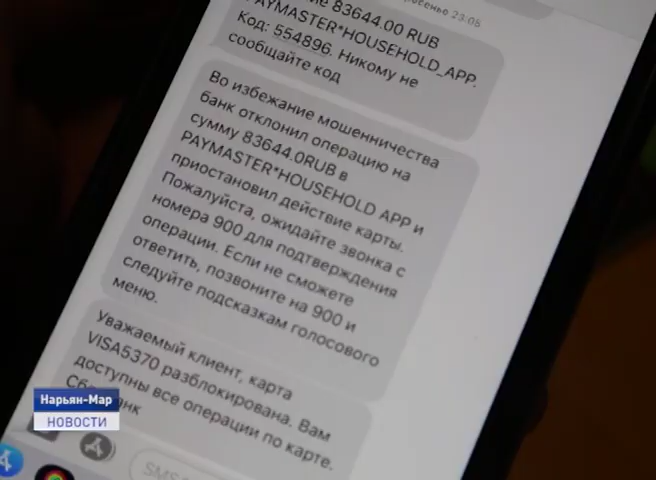 23:05
83644.00 RUB
PAYMASTER*HOUSEHOLD_APP.
Код: 554896. Никому не
сообщайте код
Во избежание мошенничества
банк отклонил операцию на
сумму 83644.0RUB в
PAYMASTER*HOUSEHOLD APP и
приостановил действие карты.
Пожалуйста, ожидайте звонка с
номера 900 для подтверждения
операции. Если не сможете
ответить, позвоните на 900 и
следуйте подсказкам голосового
меню.
Уважаемый клиент, карта
VISA5370 разблокирована. Вам
доступны все операции по карте.
Нарьян-Мар
НОВОСТИ